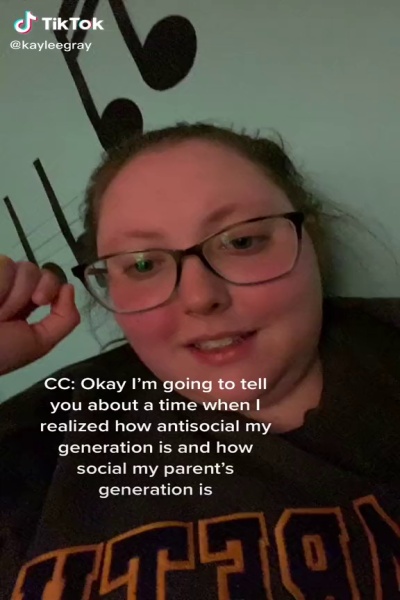 TikTok
@kayleegray
CC: Okay I'm going to tell
you about a time when I
realized how antisocial my
generation is and how
social my parent's
generation is